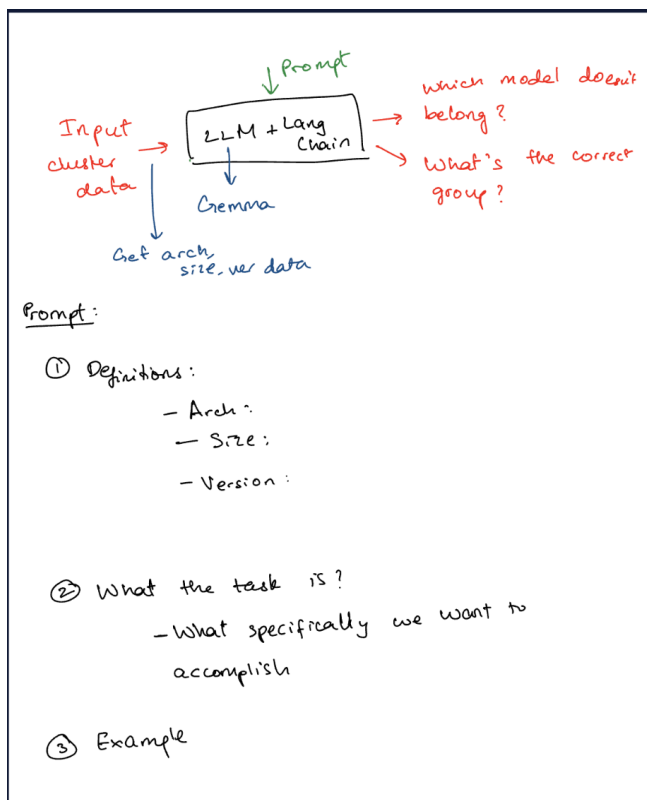 Prompt
Input
cluster
data
LLM + Lang
Chain
which model doesn't
belong?
What's the correct
group?
Gemma
Get arch,
size, ver data
Prompt:
① Definitions:
- Arch:
- Size:
- Version:
② What the task is?
- What specifically we want to
accomplish
③ Example